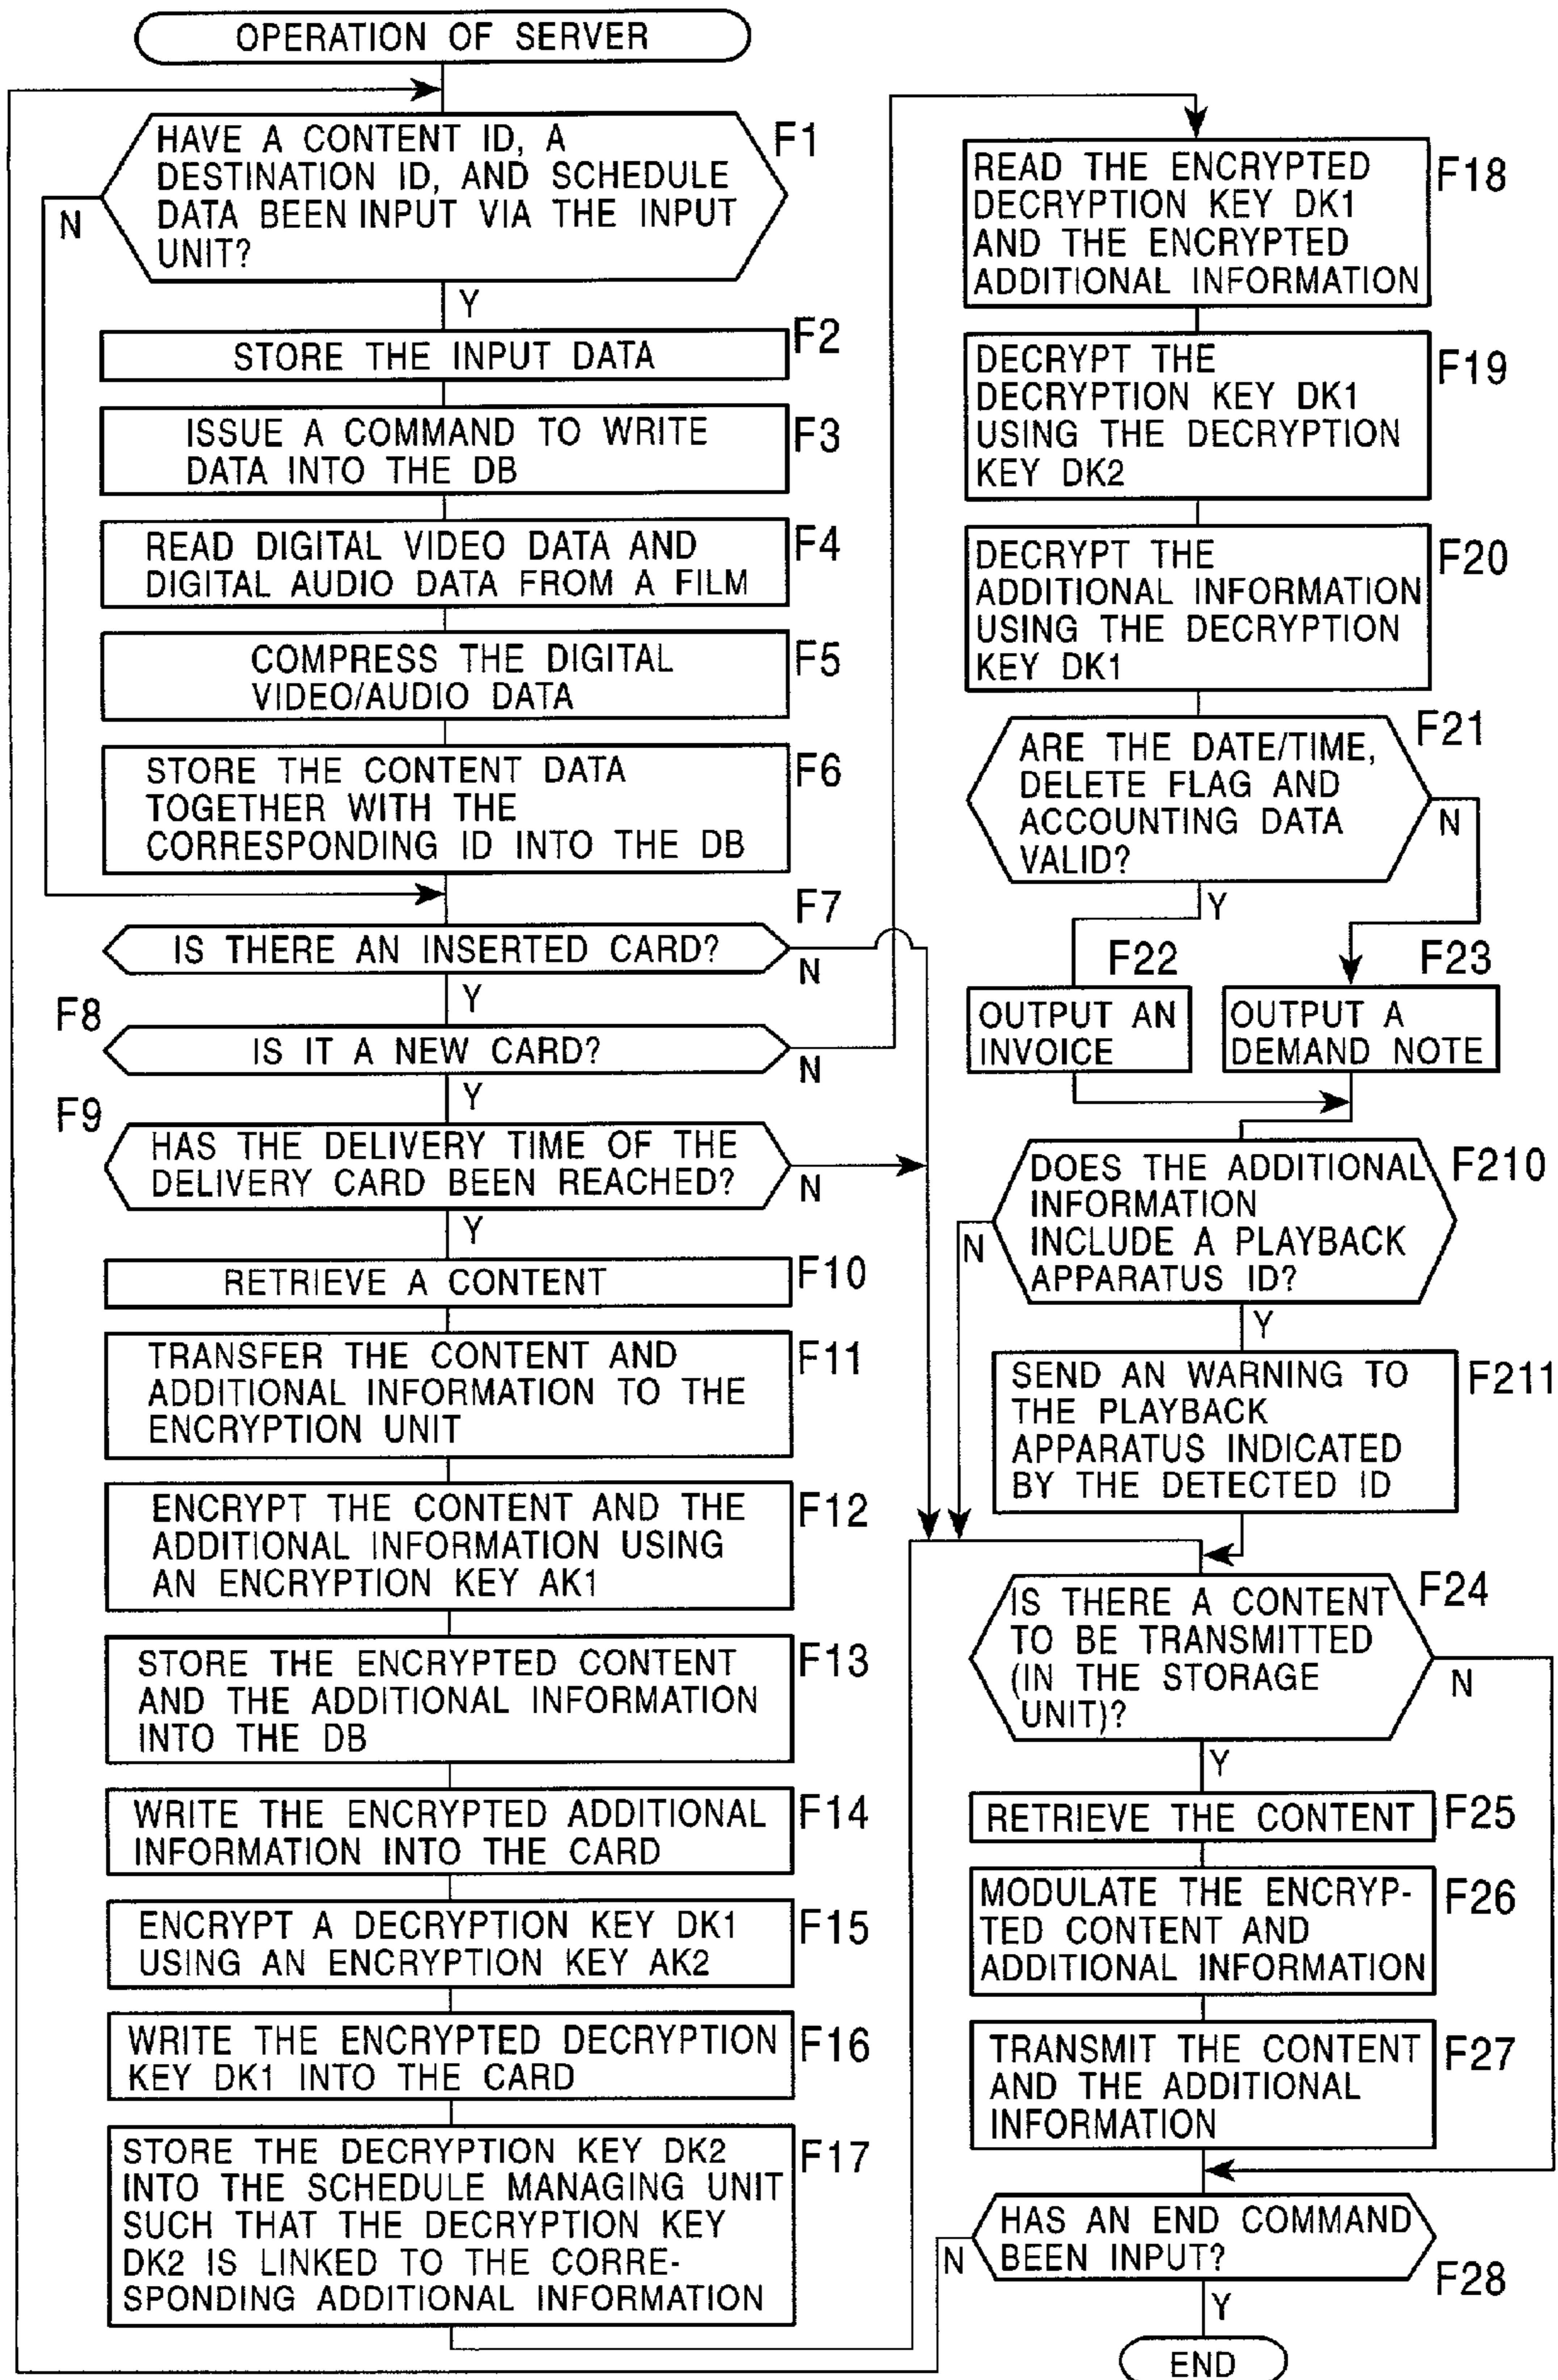 OPERATION OF SERVER
HAVE A CONTENT ID, A
DESTINATION ID, AND SCHEDULE
DATA BEEN INPUT VIA THE INPUT
UNIT?
F1
N
Y
F2
STORE THE INPUT DATA
ISSUE A COMMAND TO WRITE
DATA INTO THE DB
F3
READ DIGITAL VIDEO DATA AND
DIGITAL AUDIO DATA FROM A FILM
F4
COMPRESS THE DIGITAL
VIDEO/AUDIO DATA
F5
STORE THE CONTENT DATA
TOGETHER WITH THE
CORRESPONDING ID INTO THE DB
F6
F7
IS THERE AN INSERTED CARD?
N
Y
F8
IS IT A NEW CARD?
N
Y
F9
HAS THE DELIVERY TIME OF THE
DELIVERY CARD BEEN REACHED?
N
Y
RETRIEVE A CONTENT
F10
TRANSFER THE CONTENT AND
ADDITIONAL INFORMATION TO THE
ENCRYPTION UNIT
F11
ENCRYPT THE CONTENT AND THE
ADDITIONAL INFORMATION USING
AN ENCRYPTION KEY AK1
F12
STORE THE ENCRYPTED CONTENT
AND THE ADDITIONAL INFORMATION
INTO THE DB
F13
WRITE THE ENCRYPTED ADDITIONAL
INFORMATION INTO THE CARD
F14
ENCRYPT A DECRYPTION KEY DK1
USING AN ENCRYPTION KEY AK2
F15
WRITE THE ENCRYPTED DECRYPTION
KEY DK1 INTO THE CARD
F16
STORE THE DECRYPTION KEY DK2
INTO THE SCHEDULE MANAGING UNIT
SUCH THAT THE DECRYPTION KEY
DK2 IS LINKED TO THE CORRE-
SPONDING ADDITIONAL INFORMATION
F17
READ THE ENCRYPTED
DECRYPTION KEY DK1
AND THE ENCRYPTED
ADDITIONAL INFORMATION
F18
DECRYPT THE
DECRYPTION KEY DK1
USING THE DECRYPTION
KEY DK2
F19
DECRYPT THE
ADDITIONAL INFORMATION
USING THE DECRYPTION
KEY DK1
F20
F21
ARE THE DATE/TIME,
DELETE FLAG AND
ACCOUNTING DATA
VALID?
N
Y
F22
OUTPUT AN
INVOICE
F23
OUTPUT A
DEMAND NOTE
DOES THE ADDITIONAL
INFORMATION
INCLUDE A PLAYBACK
APPARATUS ID?
F210
N
Y
SEND AN WARNING TO
THE PLAYBACK
APPARATUS INDICATED
BY THE DETECTED ID
F211
IS THERE A CONTENT
TO BE TRANSMITTED
(IN THE STORAGE
UNIT)?
F24
N
Y
RETRIEVE THE CONTENT
F25
MODULATE THE ENCRYP-
TED CONTENT AND
ADDITIONAL INFORMATION
F26
TRANSMIT THE CONTENT
AND THE ADDITIONAL
INFORMATION
F27
HAS AN END COMMAND
BEEN INPUT?
F28
N
Y
END